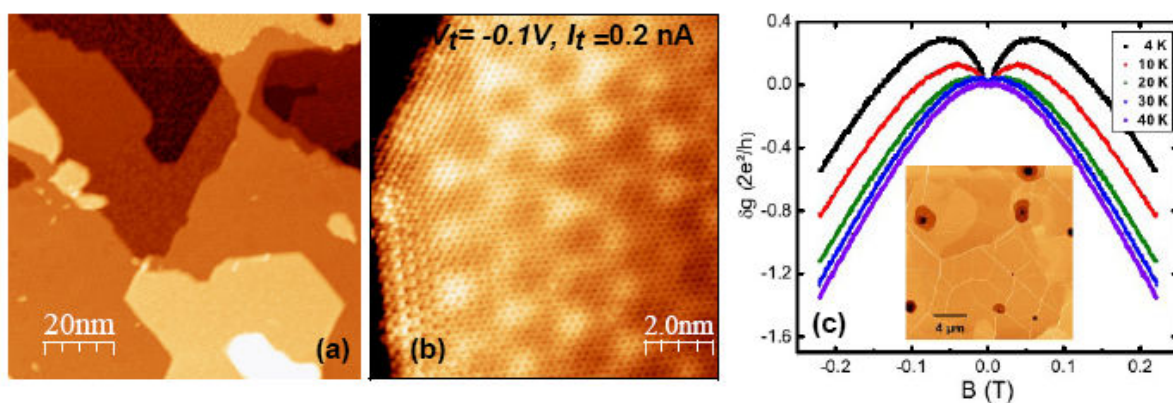 20nm
(a)
V_t= -0.1V, I_t =0.2 nA
2.0nm
(b)
0.4
0.0
-0.4
-0.8
-1.2
-1.6
δg (2e²/h)
4 K
10 K
20 K
30 K
40 K
4 μm
(c)
-0.2 -0.1 0.0 0.1 0.2
B (T)